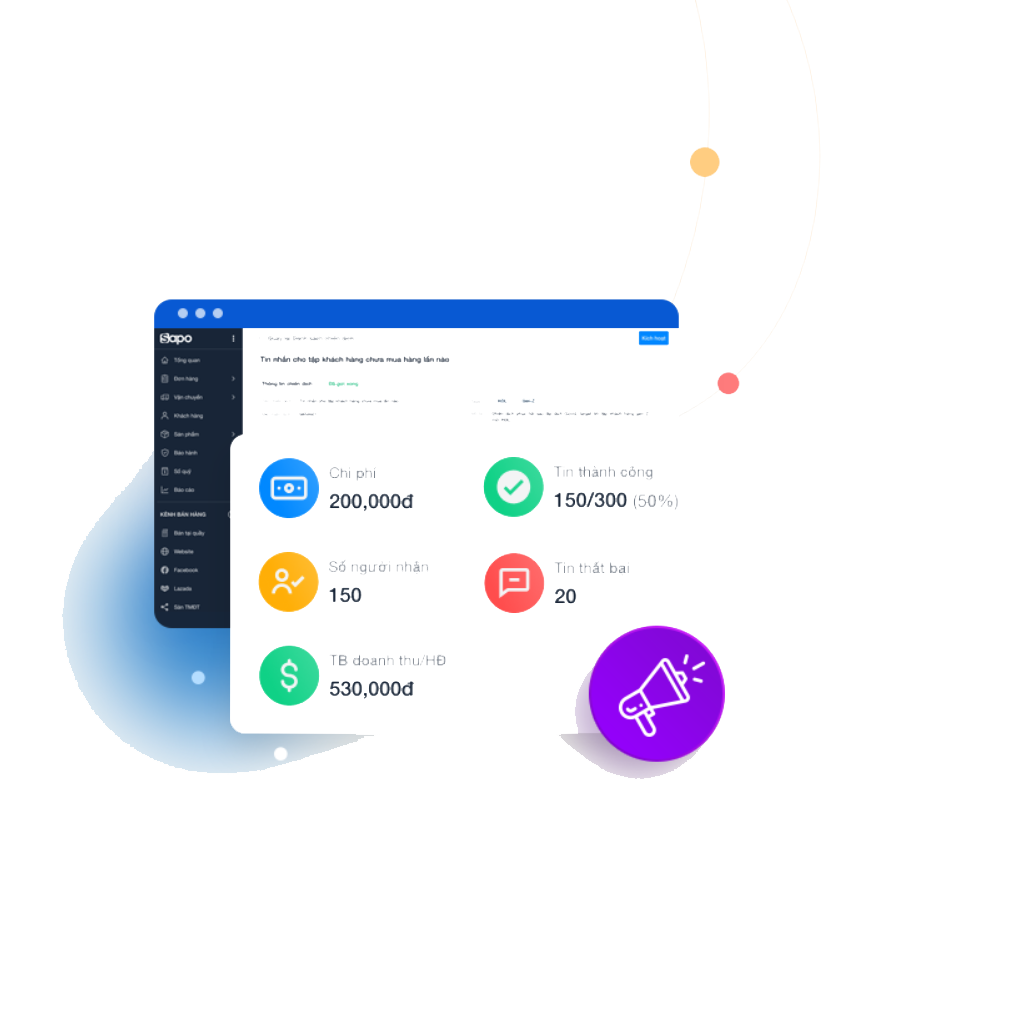 Sapo
Kích hoạt
Tổng quan
Tin nhắn cho tập khách hàng chưa mua hàng lần nào
Đơn hàng
Thông tin chiến dịch
Đã gửi xong
Vận chuyển
Khách hàng
Sản phẩm
Bảo hành
Sổ quỹ
Báo cáo
KÊNH BÁN HÀNG
Bán tại quầy
Website
Facebook
Lazada
Sàn TMĐT
Chi phí
200,000đ
Tin thành công
150/300 (50%)
Số người nhận
150
Tin thất bại
20
TB doanh thu/HĐ
530,000đ